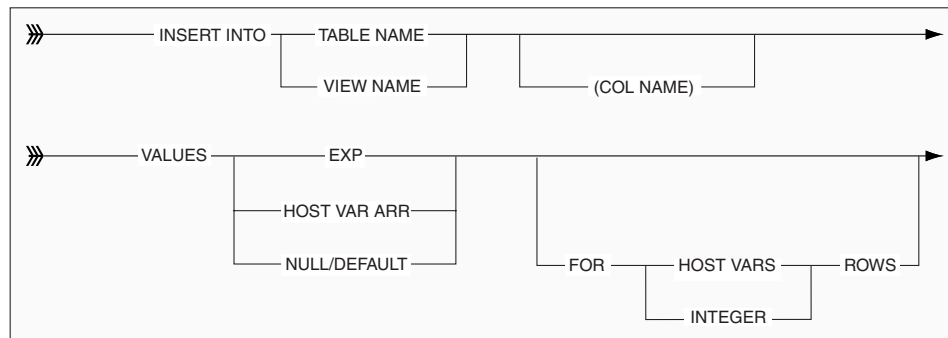 INSERT INTO TABLE NAME
VIEW NAME (COL NAME)
VALUES EXP
HOST VAR ARR
NULL/DEFAULT FOR HOST VARS ROWS
INTEGER